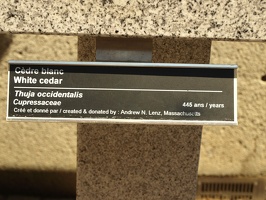 Cèdre blanc
White cedar
Thuja occidentalis
Cupressaceae
445 ans / years
Créé et donné par / created & donated by : Andrew N. Lenz, Massachusetts